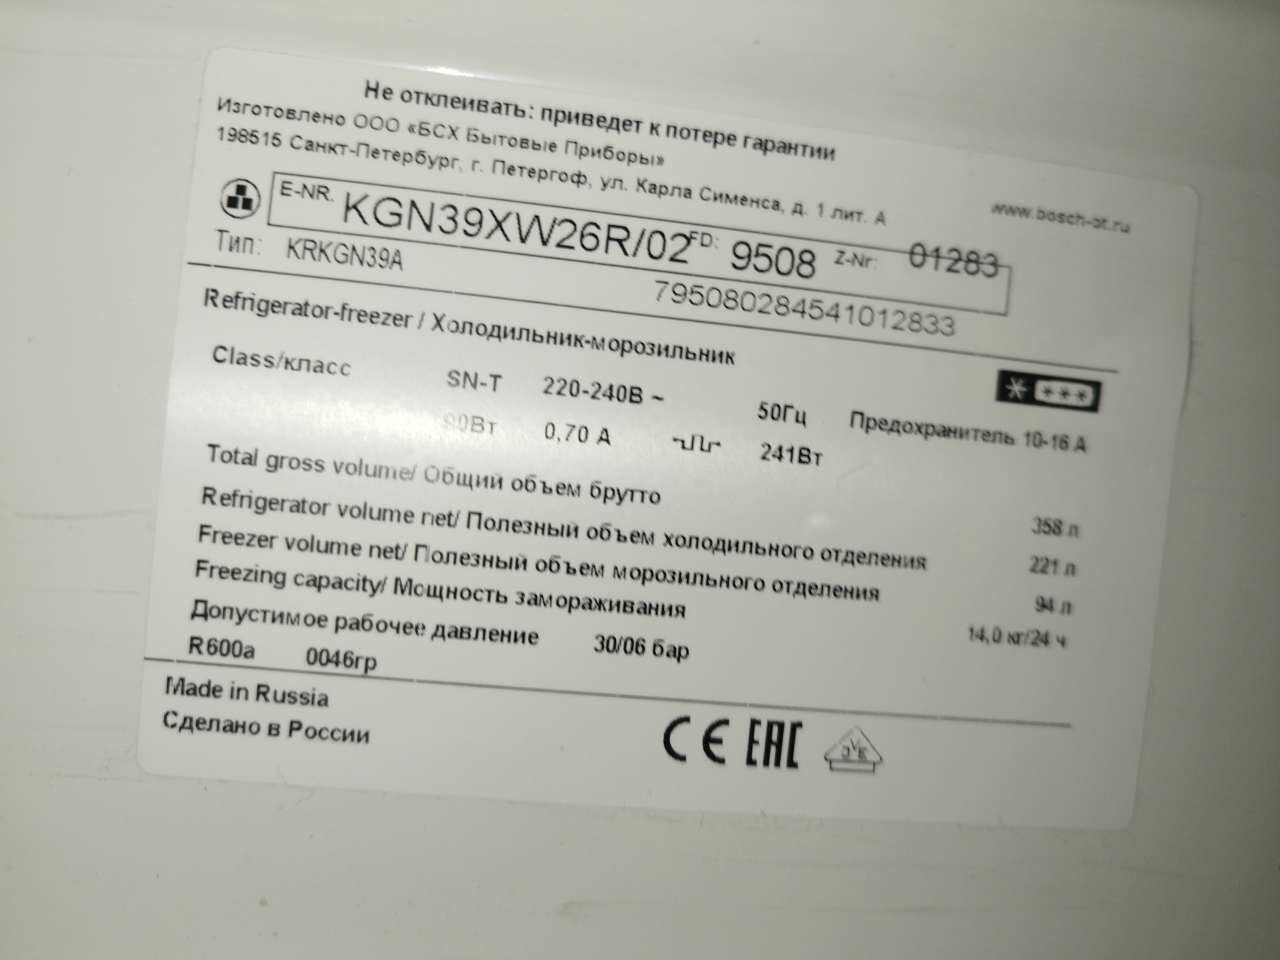 Не отклеивать: приведет к потере гарантии
Изготовлено ООО «БСХ Бытовые Приборы»
198515 Санкт-Петербург, г. Петергоф, ул. Карла Сименса, д. 1 лит. А
www.bosch-bt.ru
E-NR. KGN39XW26R/02 FD: 9508 Z-Nr: 01283
Тип: KRKGN39A 795080284541012833
Refrigerator-freezer / Холодильник-морозильник
Class/класс SN-T 220-240В ~ 50Гц Предохранитель 10-16 А
90Вт 0,70 А 241Вт
Total gross volume/ Общий объем брутто 358 л
Refrigerator volume net/ Полезный объем холодильного отделения 221 л
Freezer volume net/ Полезный объем морозильного отделения 94 л
Freezing capacity/ Мощность замораживания 14,0 кг/24 ч
Допустимое рабочее давление 30/06 бар
R600a 0046гр
Made in Russia
Сделано в России
CE EAC DVE